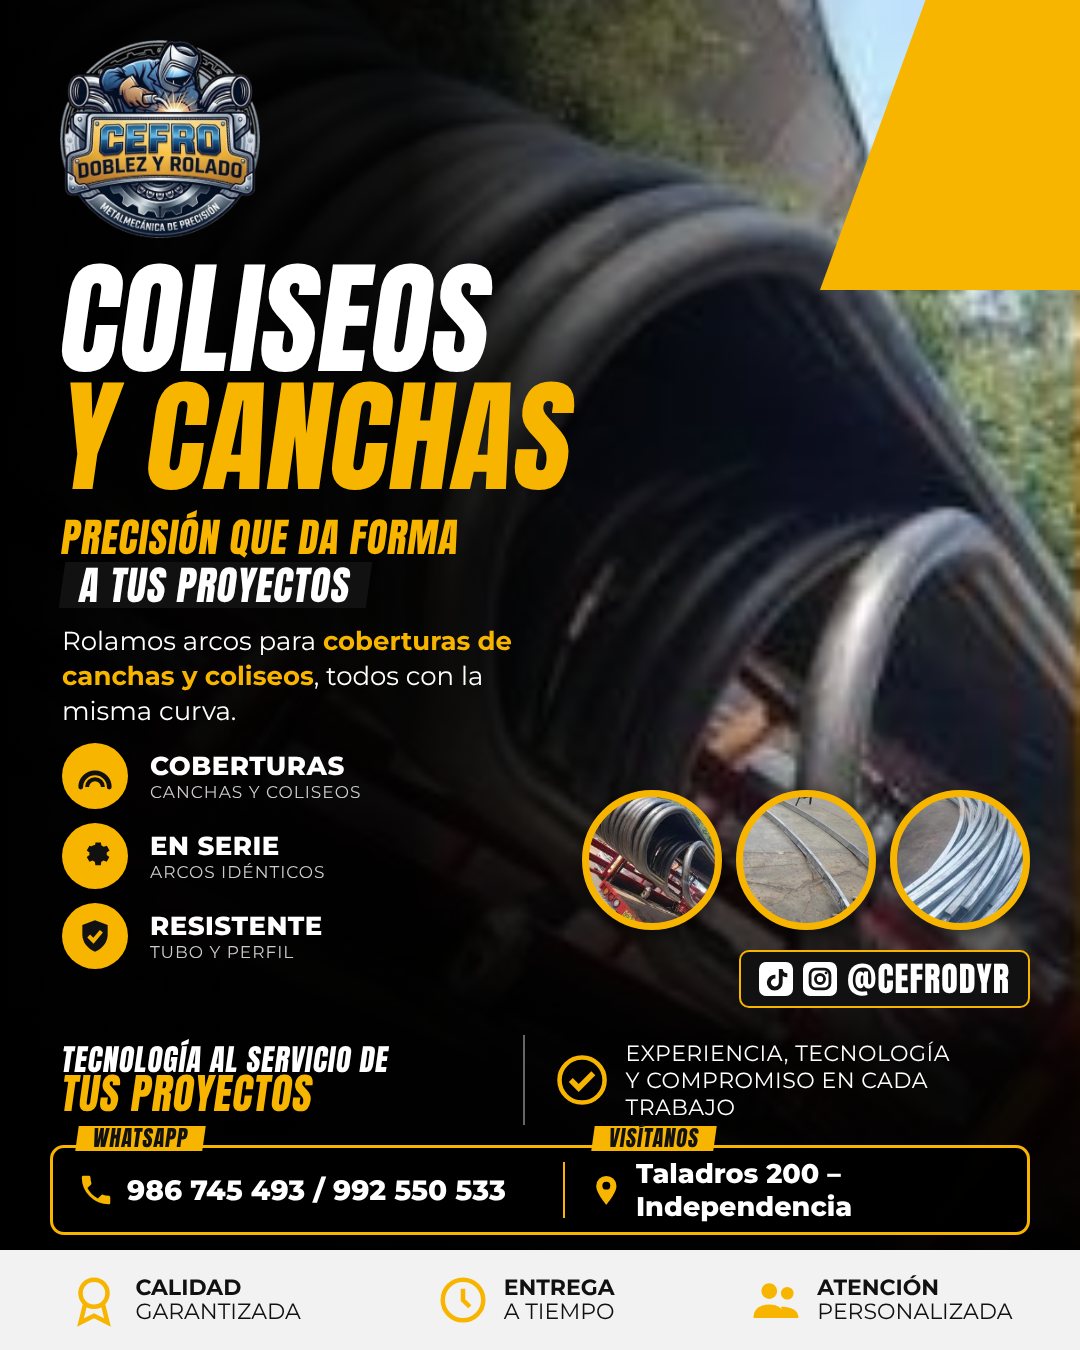 CEFRO
DOBLEZ Y ROLADO
METALMECÁNICA DE PRECISIÓN
COLISEOS
Y CANCHAS
PRECISIÓN QUE DA FORMA
A TUS PROYECTOS
Rolamos arcos para coberturas de
canchas y coliseos, todos con la
misma curva.
COBERTURAS
CANCHAS Y COLISEOS
EN SERIE
ARCOS IDÉNTICOS
RESISTENTE
TUBO Y PERFIL
@CEFRODYR
TECNOLOGÍA AL SERVICIO DE
TUS PROYECTOS
EXPERIENCIA, TECNOLOGÍA
Y COMPROMISO EN CADA
TRABAJO
WHATSAPP
986 745 493 / 992 550 533
VISÍTANOS
Taladros 200 –
Independencia
CALIDAD
GARANTIZADA
ENTREGA
A TIEMPO
ATENCIÓN
PERSONALIZADA